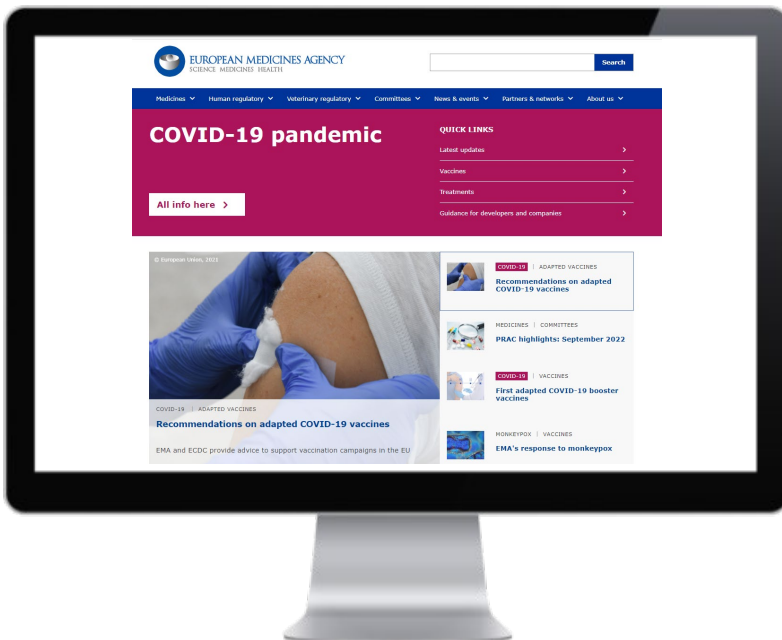 EUROPEAN MEDICINES AGENCY
SCIENCE MEDICINES HEALTH
Search
Medicines Human regulatory Veterinary regulatory Committees News & events Partners & networks About us
COVID-19 pandemic
All info here
QUICK LINKS
Latest updates
Vaccines
Treatments
Guidance for developers and companies
© European Union, 2022
COVID-19 | ADAPTED VACCINES
Recommendations on adapted COVID-19 vaccines
EMA and ECDC provide advice to support vaccination campaigns in the EU
COVID-19 | ADAPTED VACCINES
Recommendations on adapted
COVID-19 vaccines
MEDICINES | COMMITTEES
PRAC highlights: September 2022
COVID-19 | VACCINES
First adapted COVID-19 booster
vaccines
MONKEYPOX | VACCINES
EMA's response to monkeypox